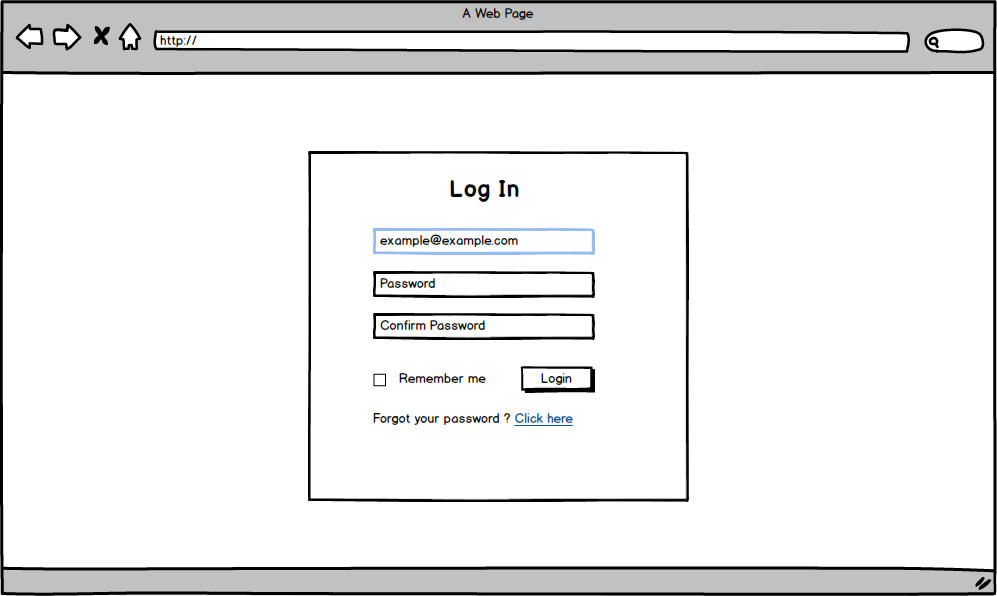 A Web Page
http://
Log In
example@example.com
Password
Confirm Password
Remember me Login
Forgot your password ? Click here